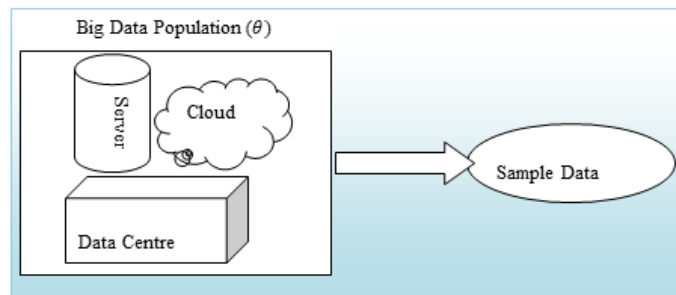 Big Data Population (θ)
Server
Cloud
Data Centre
Sample Data